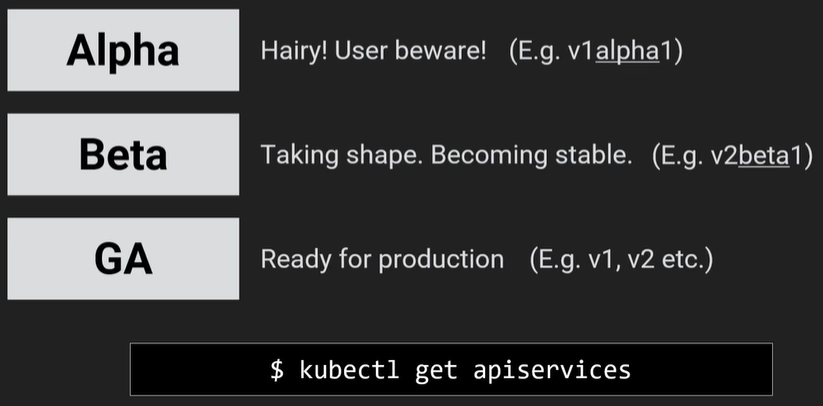 Alpha Hairy! User beware! (E.g. v1alpha1)
Beta Taking shape. Becoming stable. (E.g. v2beta1)
GA Ready for production (E.g. v1, v2 etc.)
$ kubectl get apiservices